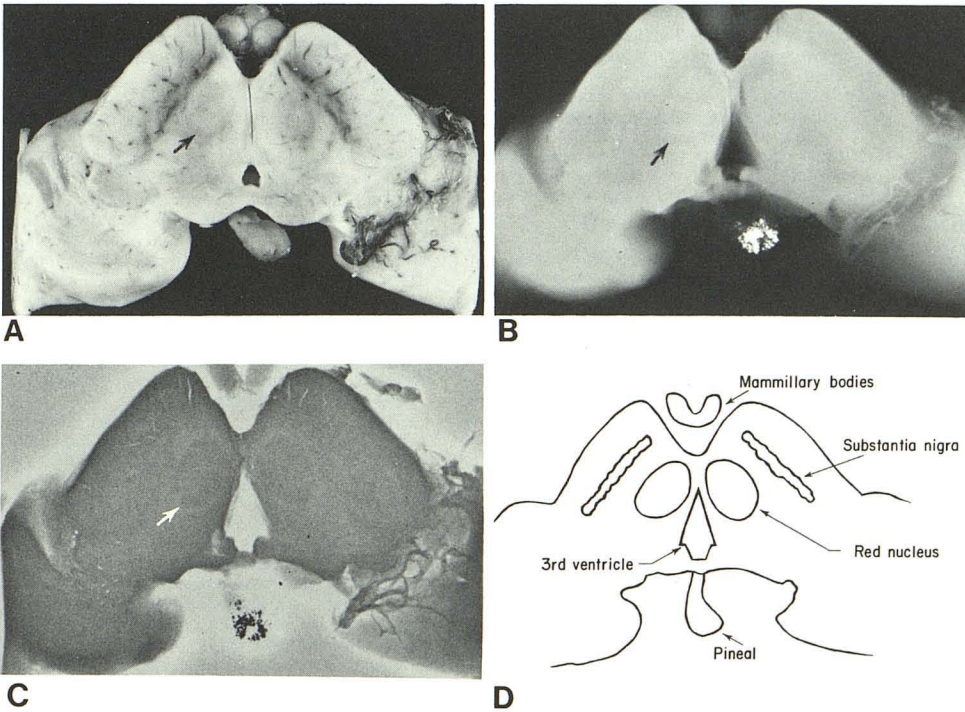 A
B
C
Mammillary bodies
Substantia nigra
Red nucleus
3rd ventricle
Pineal
D